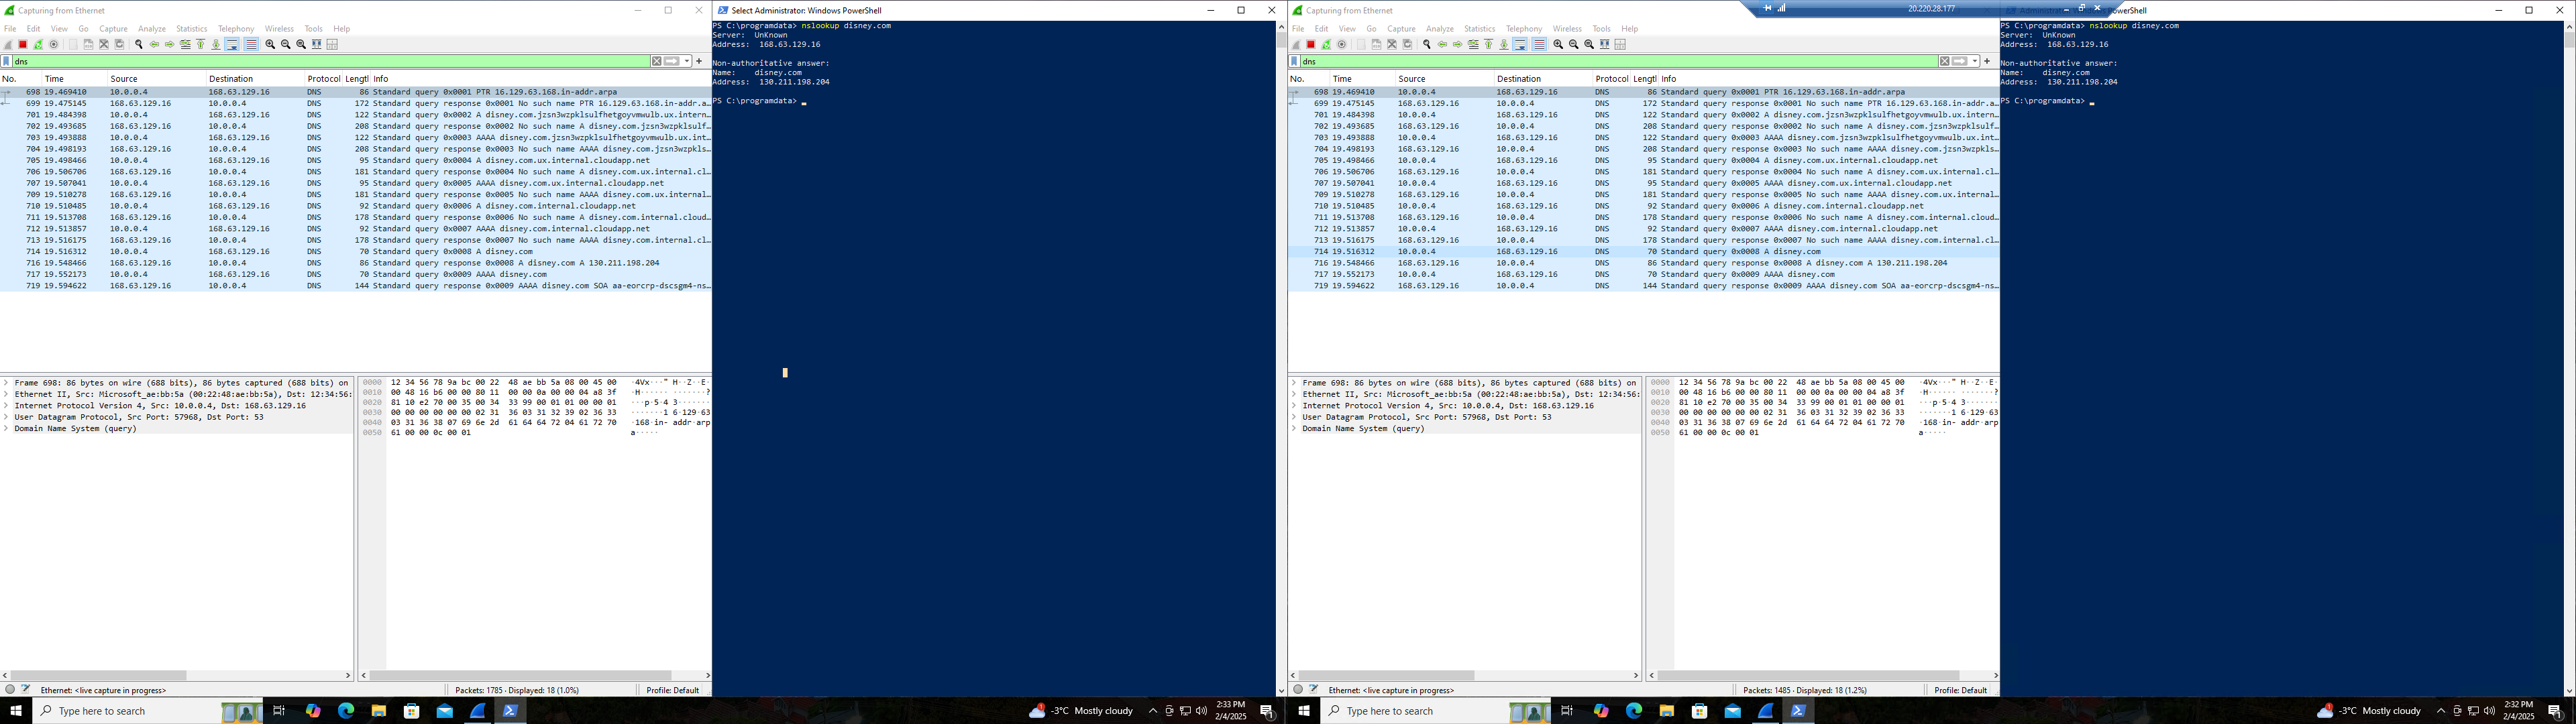 Capturing from Ethernet
File Edit View Go Capture Analyze Statistics Telephony Wireless Tools Help
dns
No. Time Source Destination Protocol Lengtl Info
698 19.469410 10.0.0.4 168.63.129.16 DNS 86 Standard query 0x0001 PTR 16.129.63.168.in-addr.arpa
699 19.475145 168.63.129.16 10.0.0.4 DNS 172 Standard query response 0x0001 No such name PTR 16.129.63.168.in-addr.a…
701 19.484398 10.0.0.4 168.63.129.16 DNS 122 Standard query 0x0002 A disney.com.jzsn3wzpklsulfhetgoyvmwulb.ux.intern…
702 19.493685 168.63.129.16 10.0.0.4 DNS 208 Standard query response 0x0002 No such name A disney.com.jzsn3wzpklsulf…
703 19.493888 10.0.0.4 168.63.129.16 DNS 122 Standard query 0x0003 AAAA disney.com.jzsn3wzpklsulfhetgoyvmwulb.ux.int…
704 19.498193 168.63.129.16 10.0.0.4 DNS 208 Standard query response 0x0003 No such name AAAA disney.com.jzsn3wzpkls…
705 19.498466 10.0.0.4 168.63.129.16 DNS 95 Standard query 0x0004 A disney.com.ux.internal.cloudapp.net
706 19.506706 168.63.129.16 10.0.0.4 DNS 181 Standard query response 0x0004 No such name A disney.com.ux.internal.cl…
707 19.507041 10.0.0.4 168.63.129.16 DNS 95 Standard query 0x0005 AAAA disney.com.ux.internal.cloudapp.net
709 19.510278 168.63.129.16 10.0.0.4 DNS 181 Standard query response 0x0005 No such name AAAA disney.com.ux.internal…
710 19.510485 10.0.0.4 168.63.129.16 DNS 92 Standard query 0x0006 A disney.com.internal.cloudapp.net
711 19.513708 168.63.129.16 10.0.0.4 DNS 178 Standard query response 0x0006 No such name A disney.com.internal.cloud…
712 19.513857 10.0.0.4 168.63.129.16 DNS 92 Standard query 0x0007 AAAA disney.com.internal.cloudapp.net
713 19.516175 168.63.129.16 10.0.0.4 DNS 178 Standard query response 0x0007 No such name AAAA disney.com.internal.cl…
714 19.516312 10.0.0.4 168.63.129.16 DNS 70 Standard query 0x0008 A disney.com
716 19.548466 168.63.129.16 10.0.0.4 DNS 86 Standard query response 0x0008 A disney.com A 130.211.198.204
717 19.552173 10.0.0.4 168.63.129.16 DNS 70 Standard query 0x0009 AAAA disney.com
719 19.594622 168.63.129.16 10.0.0.4 DNS 144 Standard query response 0x0009 AAAA disney.com SOA aa-eorcrp-dscsgm4-ns…
Frame 698: 86 bytes on wire (688 bits), 86 bytes captured (688 bits) on
Ethernet II, Src: Microsoft_ae:bb:5a (00:22:48:ae:bb:5a), Dst: 12:34:56:
Internet Protocol Version 4, Src: 10.0.0.4, Dst: 168.63.129.16
User Datagram Protocol, Src Port: 57968, Dst Port: 53
Domain Name System (query)
0000 12 34 56 78 9a bc 00 22 48 ae bb 5a 08 00 45 00 ·4Vx···" H··Z··E·
0010 00 48 16 b6 00 00 80 11 00 00 0a 00 00 04 a8 3f ·H······ ·······?
0020 81 10 e2 70 00 35 00 34 33 99 00 01 01 00 00 01 ···p·5·4 3·······
0030 00 00 00 00 00 00 02 31 36 03 31 32 39 02 36 33 ·······1 6·129·63
0040 03 31 36 38 07 69 6e 2d 61 64 64 72 04 61 72 70 ·168·in- addr·arp
0050 61 00 00 0c 00 01 a·····
Ethernet: <live capture in progress>
Packets: 1785 · Displayed: 18 (1.0%)
Profile: Default
Select Administrator: Windows PowerShell
PS C:\programdata> nslookup disney.com
Server: UnKnown
Address: 168.63.129.16
Non-authoritative answer:
Name: disney.com
Address: 130.211.198.204
PS C:\programdata>
Type here to search
-3°C Mostly cloudy
2:33 PM
2/4/2025
Capturing from Ethernet
20.220.28.177
File Edit View Go Capture Analyze Statistics Telephony Wireless Tools Help
dns
No. Time Source Destination Protocol Lengtl Info
698 19.469410 10.0.0.4 168.63.129.16 DNS 86 Standard query 0x0001 PTR 16.129.63.168.in-addr.arpa
699 19.475145 168.63.129.16 10.0.0.4 DNS 172 Standard query response 0x0001 No such name PTR 16.129.63.168.in-addr.a…
701 19.484398 10.0.0.4 168.63.129.16 DNS 122 Standard query 0x0002 A disney.com.jzsn3wzpklsulfhetgoyvmwulb.ux.intern…
702 19.493685 168.63.129.16 10.0.0.4 DNS 208 Standard query response 0x0002 No such name A disney.com.jzsn3wzpklsulf…
703 19.493888 10.0.0.4 168.63.129.16 DNS 122 Standard query 0x0003 AAAA disney.com.jzsn3wzpklsulfhetgoyvmwulb.ux.int…
704 19.498193 168.63.129.16 10.0.0.4 DNS 208 Standard query response 0x0003 No such name AAAA disney.com.jzsn3wzpkls…
705 19.498466 10.0.0.4 168.63.129.16 DNS 95 Standard query 0x0004 A disney.com.ux.internal.cloudapp.net
706 19.506706 168.63.129.16 10.0.0.4 DNS 181 Standard query response 0x0004 No such name A disney.com.ux.internal.cl…
707 19.507041 10.0.0.4 168.63.129.16 DNS 95 Standard query 0x0005 AAAA disney.com.ux.internal.cloudapp.net
709 19.510278 168.63.129.16 10.0.0.4 DNS 181 Standard query response 0x0005 No such name AAAA disney.com.ux.internal…
710 19.510485 10.0.0.4 168.63.129.16 DNS 92 Standard query 0x0006 A disney.com.internal.cloudapp.net
711 19.513708 168.63.129.16 10.0.0.4 DNS 178 Standard query response 0x0006 No such name A disney.com.internal.cloud…
712 19.513857 10.0.0.4 168.63.129.16 DNS 92 Standard query 0x0007 AAAA disney.com.internal.cloudapp.net
713 19.516175 168.63.129.16 10.0.0.4 DNS 178 Standard query response 0x0007 No such name AAAA disney.com.internal.cl…
714 19.516312 10.0.0.4 168.63.129.16 DNS 70 Standard query 0x0008 A disney.com
716 19.548466 168.63.129.16 10.0.0.4 DNS 86 Standard query response 0x0008 A disney.com A 130.211.198.204
717 19.552173 10.0.0.4 168.63.129.16 DNS 70 Standard query 0x0009 AAAA disney.com
719 19.594622 168.63.129.16 10.0.0.4 DNS 144 Standard query response 0x0009 AAAA disney.com SOA aa-eorcrp-dscsgm4-ns…
Frame 698: 86 bytes on wire (688 bits), 86 bytes captured (688 bits) on
Ethernet II, Src: Microsoft_ae:bb:5a (00:22:48:ae:bb:5a), Dst: 12:34:56:
Internet Protocol Version 4, Src: 10.0.0.4, Dst: 168.63.129.16
User Datagram Protocol, Src Port: 57968, Dst Port: 53
Domain Name System (query)
0000 12 34 56 78 9a bc 00 22 48 ae bb 5a 08 00 45 00 ·4Vx···" H··Z··E·
0010 00 48 16 b6 00 00 80 11 00 00 0a 00 00 04 a8 3f ·H······ ·······?
0020 81 10 e2 70 00 35 00 34 33 99 00 01 01 00 00 01 ···p·5·4 3·······
0030 00 00 00 00 00 00 02 31 36 03 31 32 39 02 36 33 ·······1 6·129·63
0040 03 31 36 38 07 69 6e 2d 61 64 64 72 04 61 72 70 ·168·in- addr·arp
0050 61 00 00 0c 00 01 a·····
Ethernet: <live capture in progress>
Packets: 1485 · Displayed: 18 (1.2%)
Profile: Default
PowerShell
PS C:\programdata> nslookup disney.com
Server: UnKnown
Address: 168.63.129.16
Non-authoritative answer:
Name: disney.com
Address: 130.211.198.204
PS C:\programdata>
Type here to search
-3°C Mostly cloudy
2:32 PM
2/4/2025